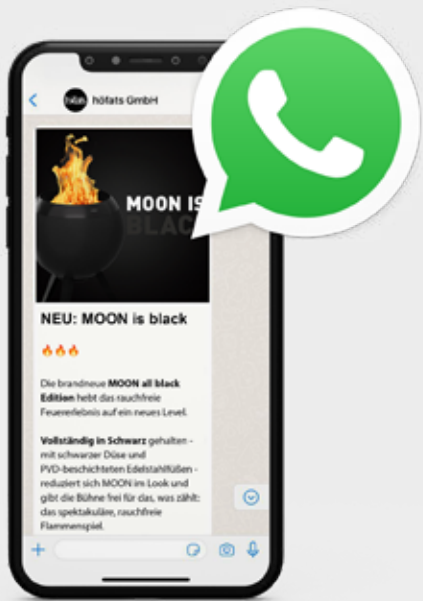 höfats
höfats GmbH
MOON IS
BLAC
NEU: MOON is black
🔥🔥🔥
Die brandneue MOON all black
Edition hebt das rauchfreie
Feuererlebnis auf ein neues Level.
Vollständig in Schwarz gehalten -
mit schwarzer Düse und
PVD-beschichteten Edelstahlfüßen -
reduziert sich MOON im Look und
gibt die Bühne frei für das, was zählt:
das spektakuläre, rauchfreie
Flammenspiel.